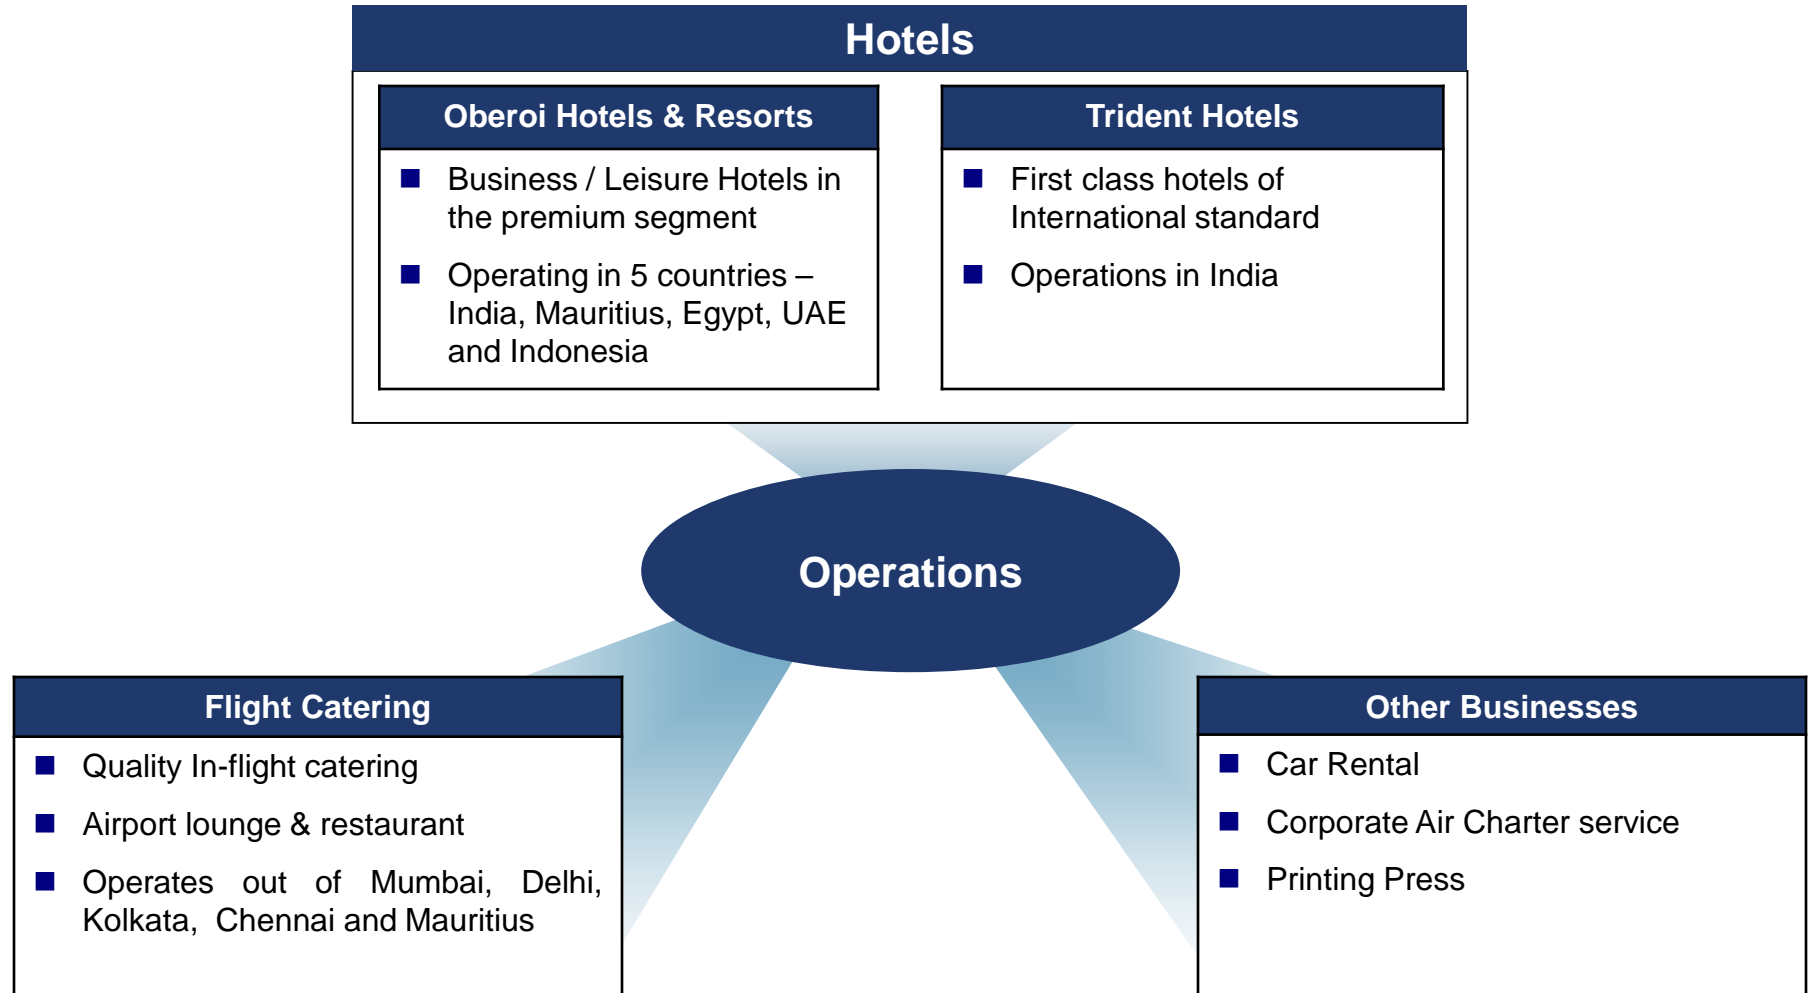 Hotels
Oberoi Hotels & Resorts
Business / Leisure Hotels in
the premium segment
Operating in 5 countries –
India, Mauritius, Egypt, UAE
and Indonesia
Trident Hotels
First class hotels of
International standard
Operations in India
Operations
Flight Catering
Quality In-flight catering
Airport lounge & restaurant
Operates out of Mumbai, Delhi,
Kolkata, Chennai and Mauritius
Other Businesses
Car Rental
Corporate Air Charter service
Printing Press